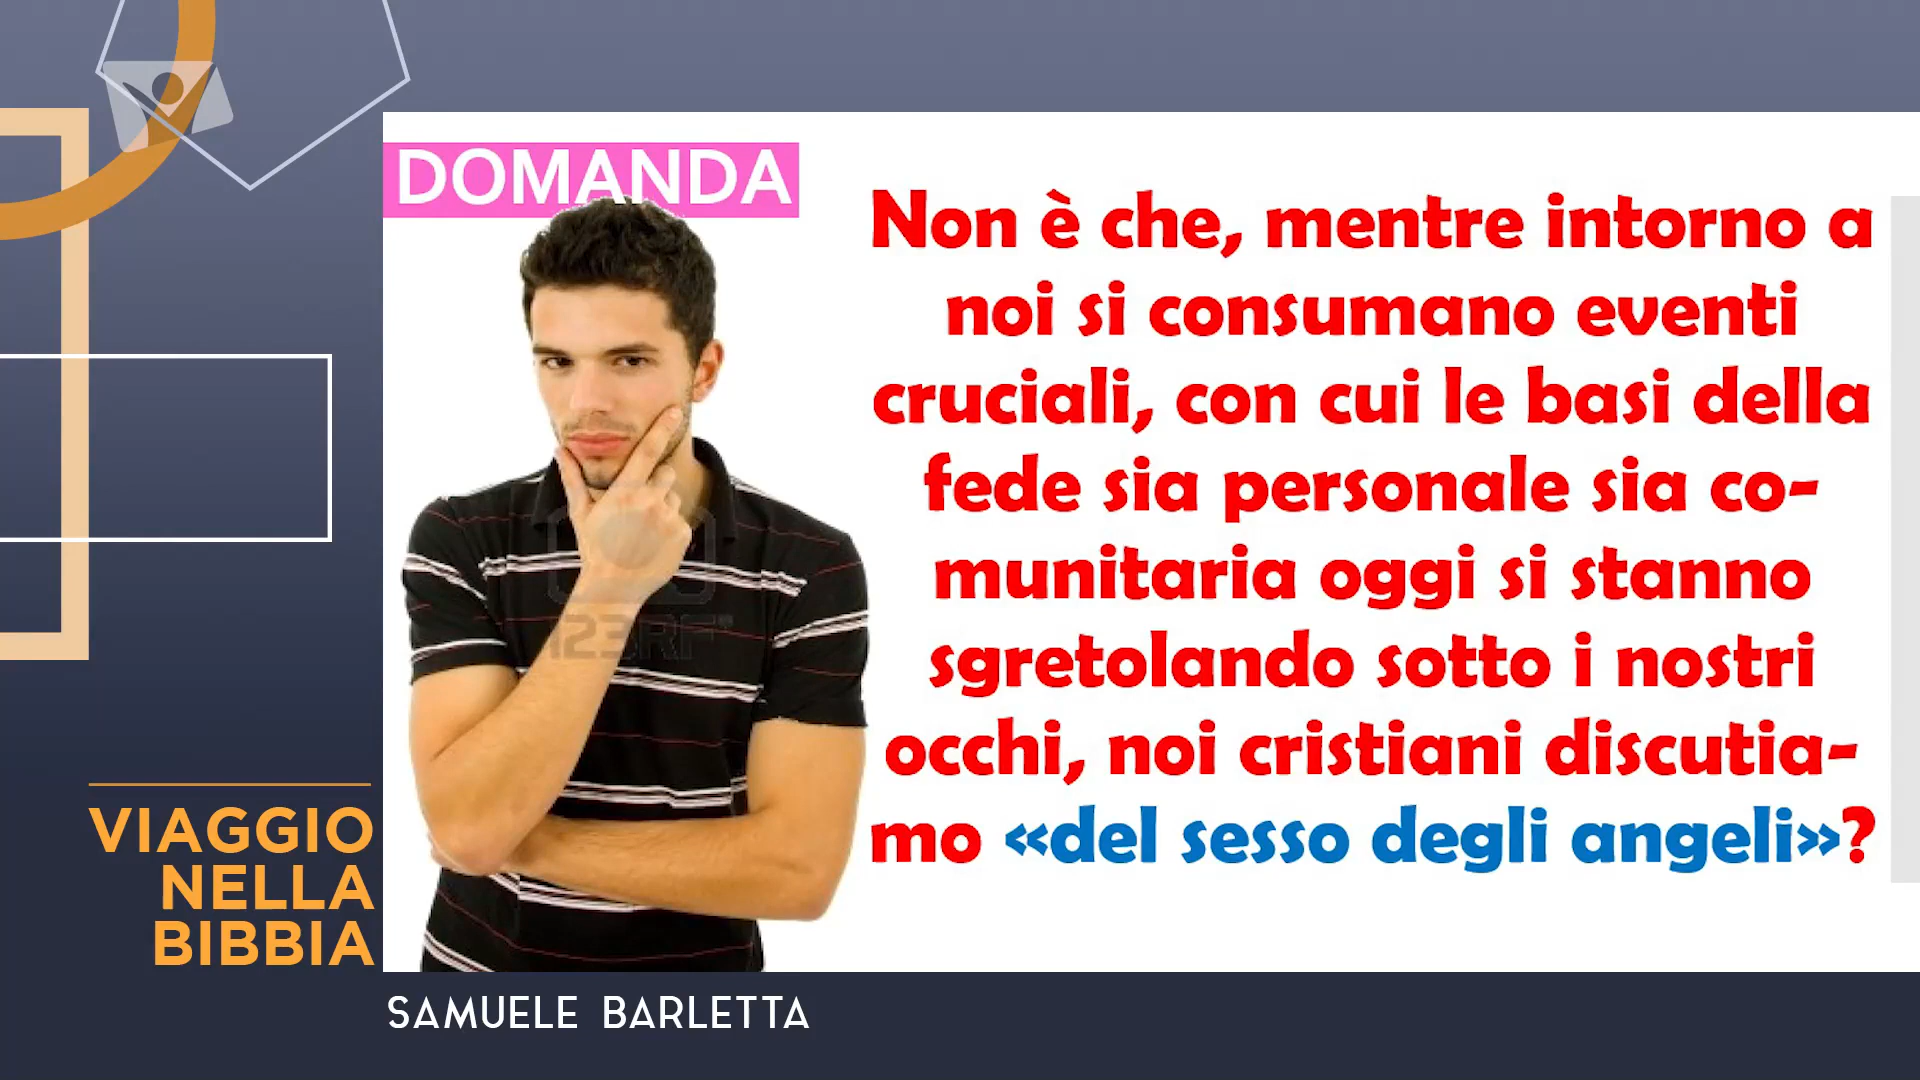 DOMANDA
Non è che, mentre intorno a
noi si consumano eventi
cruciali, con cui le basi della
fede sia personale sia co-
munitaria oggi si stanno
sgretolando sotto i nostri
occhi, noi cristiani discutia-
mo «del sesso degli angeli»?
123RF
VIAGGIO
NELLA
BIBBIA
SAMUELE BARLETTA